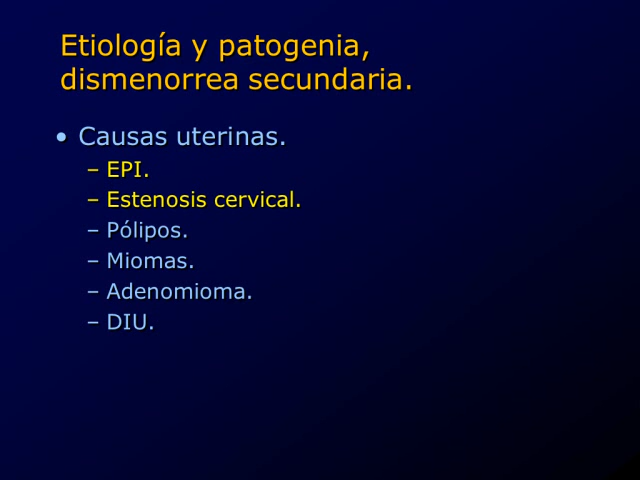 Etiología y patogenia,
dismenorrea secundaria.
• Causas uterinas.
– EPI.
– Estenosis cervical.
– Pólipos.
– Miomas.
– Adenomioma.
– DIU.